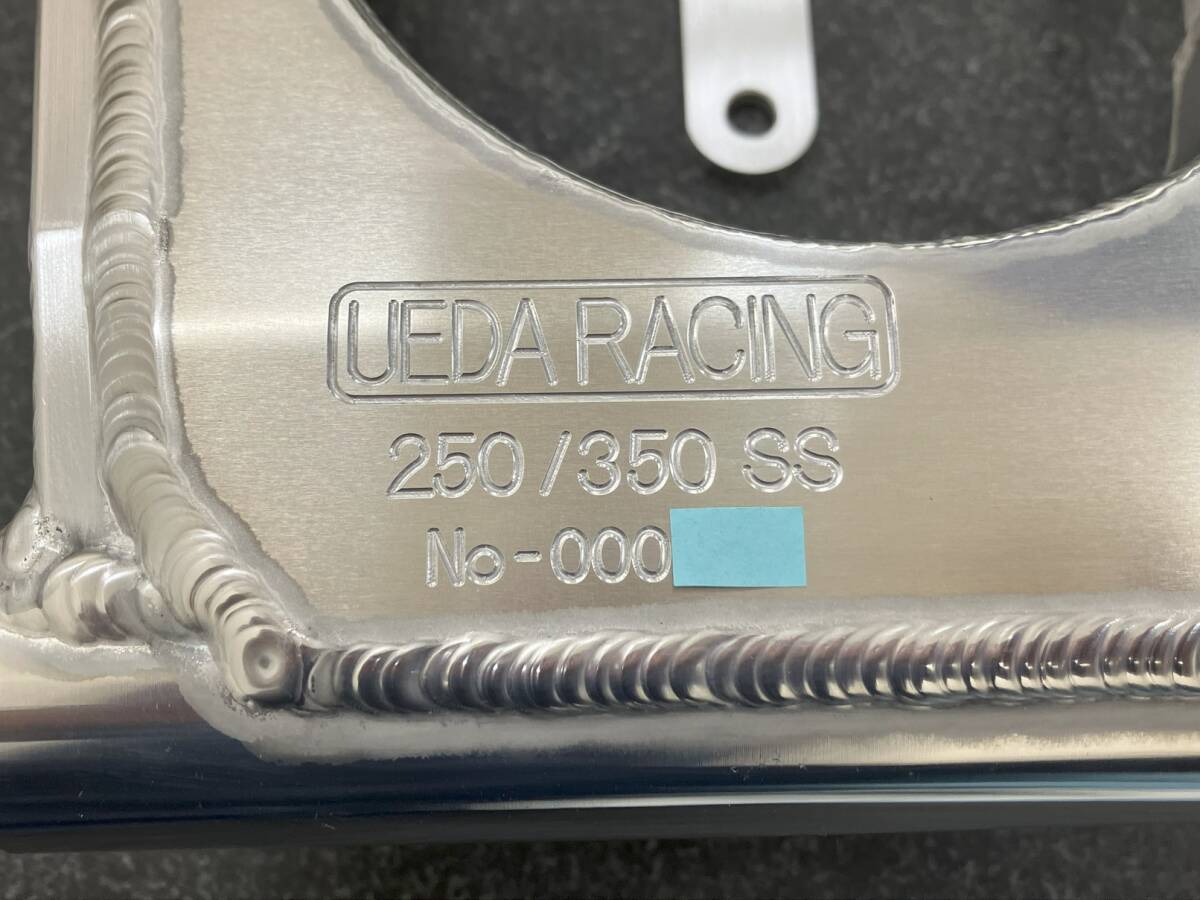 UEDA RACING
250/350 SS
No-000